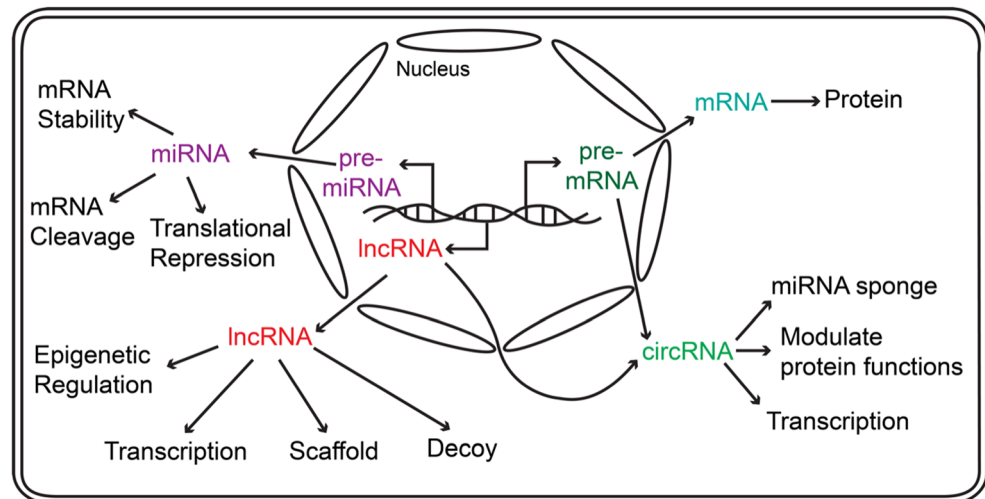 Nucleus
mRNA
Stability
miRNA
mRNA
Cleavage
Translational
Repression
pre-
miRNA
pre-
mRNA
mRNA
Protein
lncRNA
lncRNA
Epigenetic
Regulation
Transcription
Scaffold
Decoy
circRNA
miRNA sponge
Modulate
protein functions
Transcription